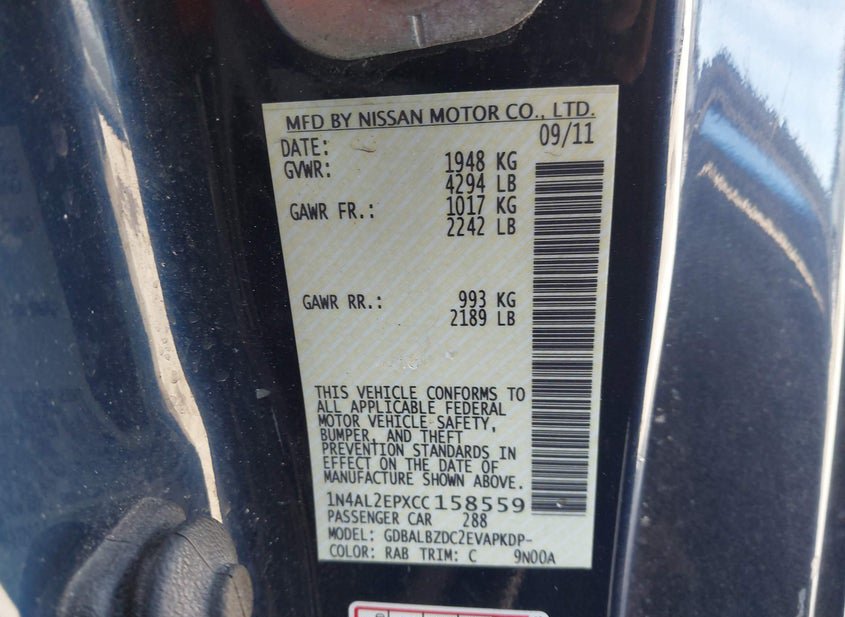 MFD BY NISSAN MOTOR CO., LTD.
DATE: 09/11
GVWR: 1948 KG
4294 LB
GAWR FR.: 1017 KG
2242 LB
GAWR RR.: 993 KG
2189 LB
THIS VEHICLE CONFORMS TO
ALL APPLICABLE FEDERAL
MOTOR VEHICLE SAFETY,
BUMPER, AND THEFT
PREVENTION STANDARDS IN
EFFECT ON THE DATE OF
MANUFACTURE SHOWN ABOVE.
1N4AL2EPXCC158559
PASSENGER CAR 288
MODEL: GDBALBZDC2EVAPKDP-
COLOR: RAB TRIM: C 9N00A